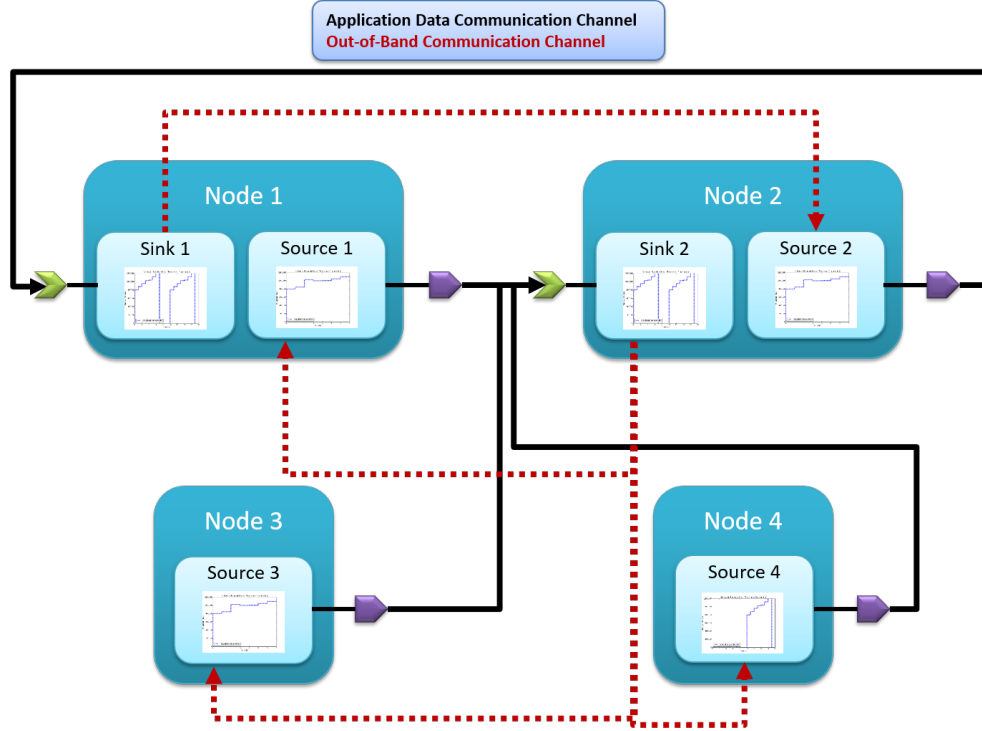 Application Data Communication Channel
Out-of-Band Communication Channel
Node 1
Sink 1
Source 1
Node 2
Sink 2
Source 2
Node 3
Source 3
Node 4
Source 4